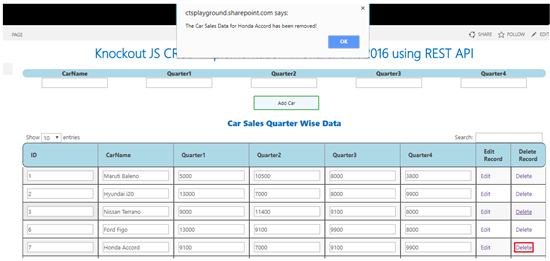 ctsplayground.sharepoint.com says:
The Car Sales Data for Honda Accord has been removed!
OK
PAGE SHARE FOLLOW EDIT
Knockout JS 2016 using REST API
CarName Quarter1 Quarter2 Quarter3 Quarter4
Add Car
Car Sales Quarter Wise Data
Show 10 entries Search:
ID CarName Quarter1 Quarter2 Quarter3 Quarter4 Edit Record Delete Record
1 Maruti Baleno 5000 10500 8000 3800 Edit Delete
2 Hyundai i20 13000 7000 8000 9900 Edit Delete
3 Nissan Terrano 9000 11400 9100 8000 Edit Delete
6 Ford Figo 13000 7000 9100 8000 Edit Delete
7 Honda Accord 9100 7000 9100 9900 Edit Delete